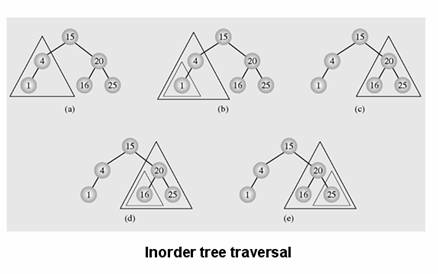 15 15 15
4 20 4 20 4 20
1 16 25 1 16 25 1 16 25
(a) (b) (c)
15 15
4 20 4 20
1 16 25 1 16 25
(d) (e)
Inorder tree traversal